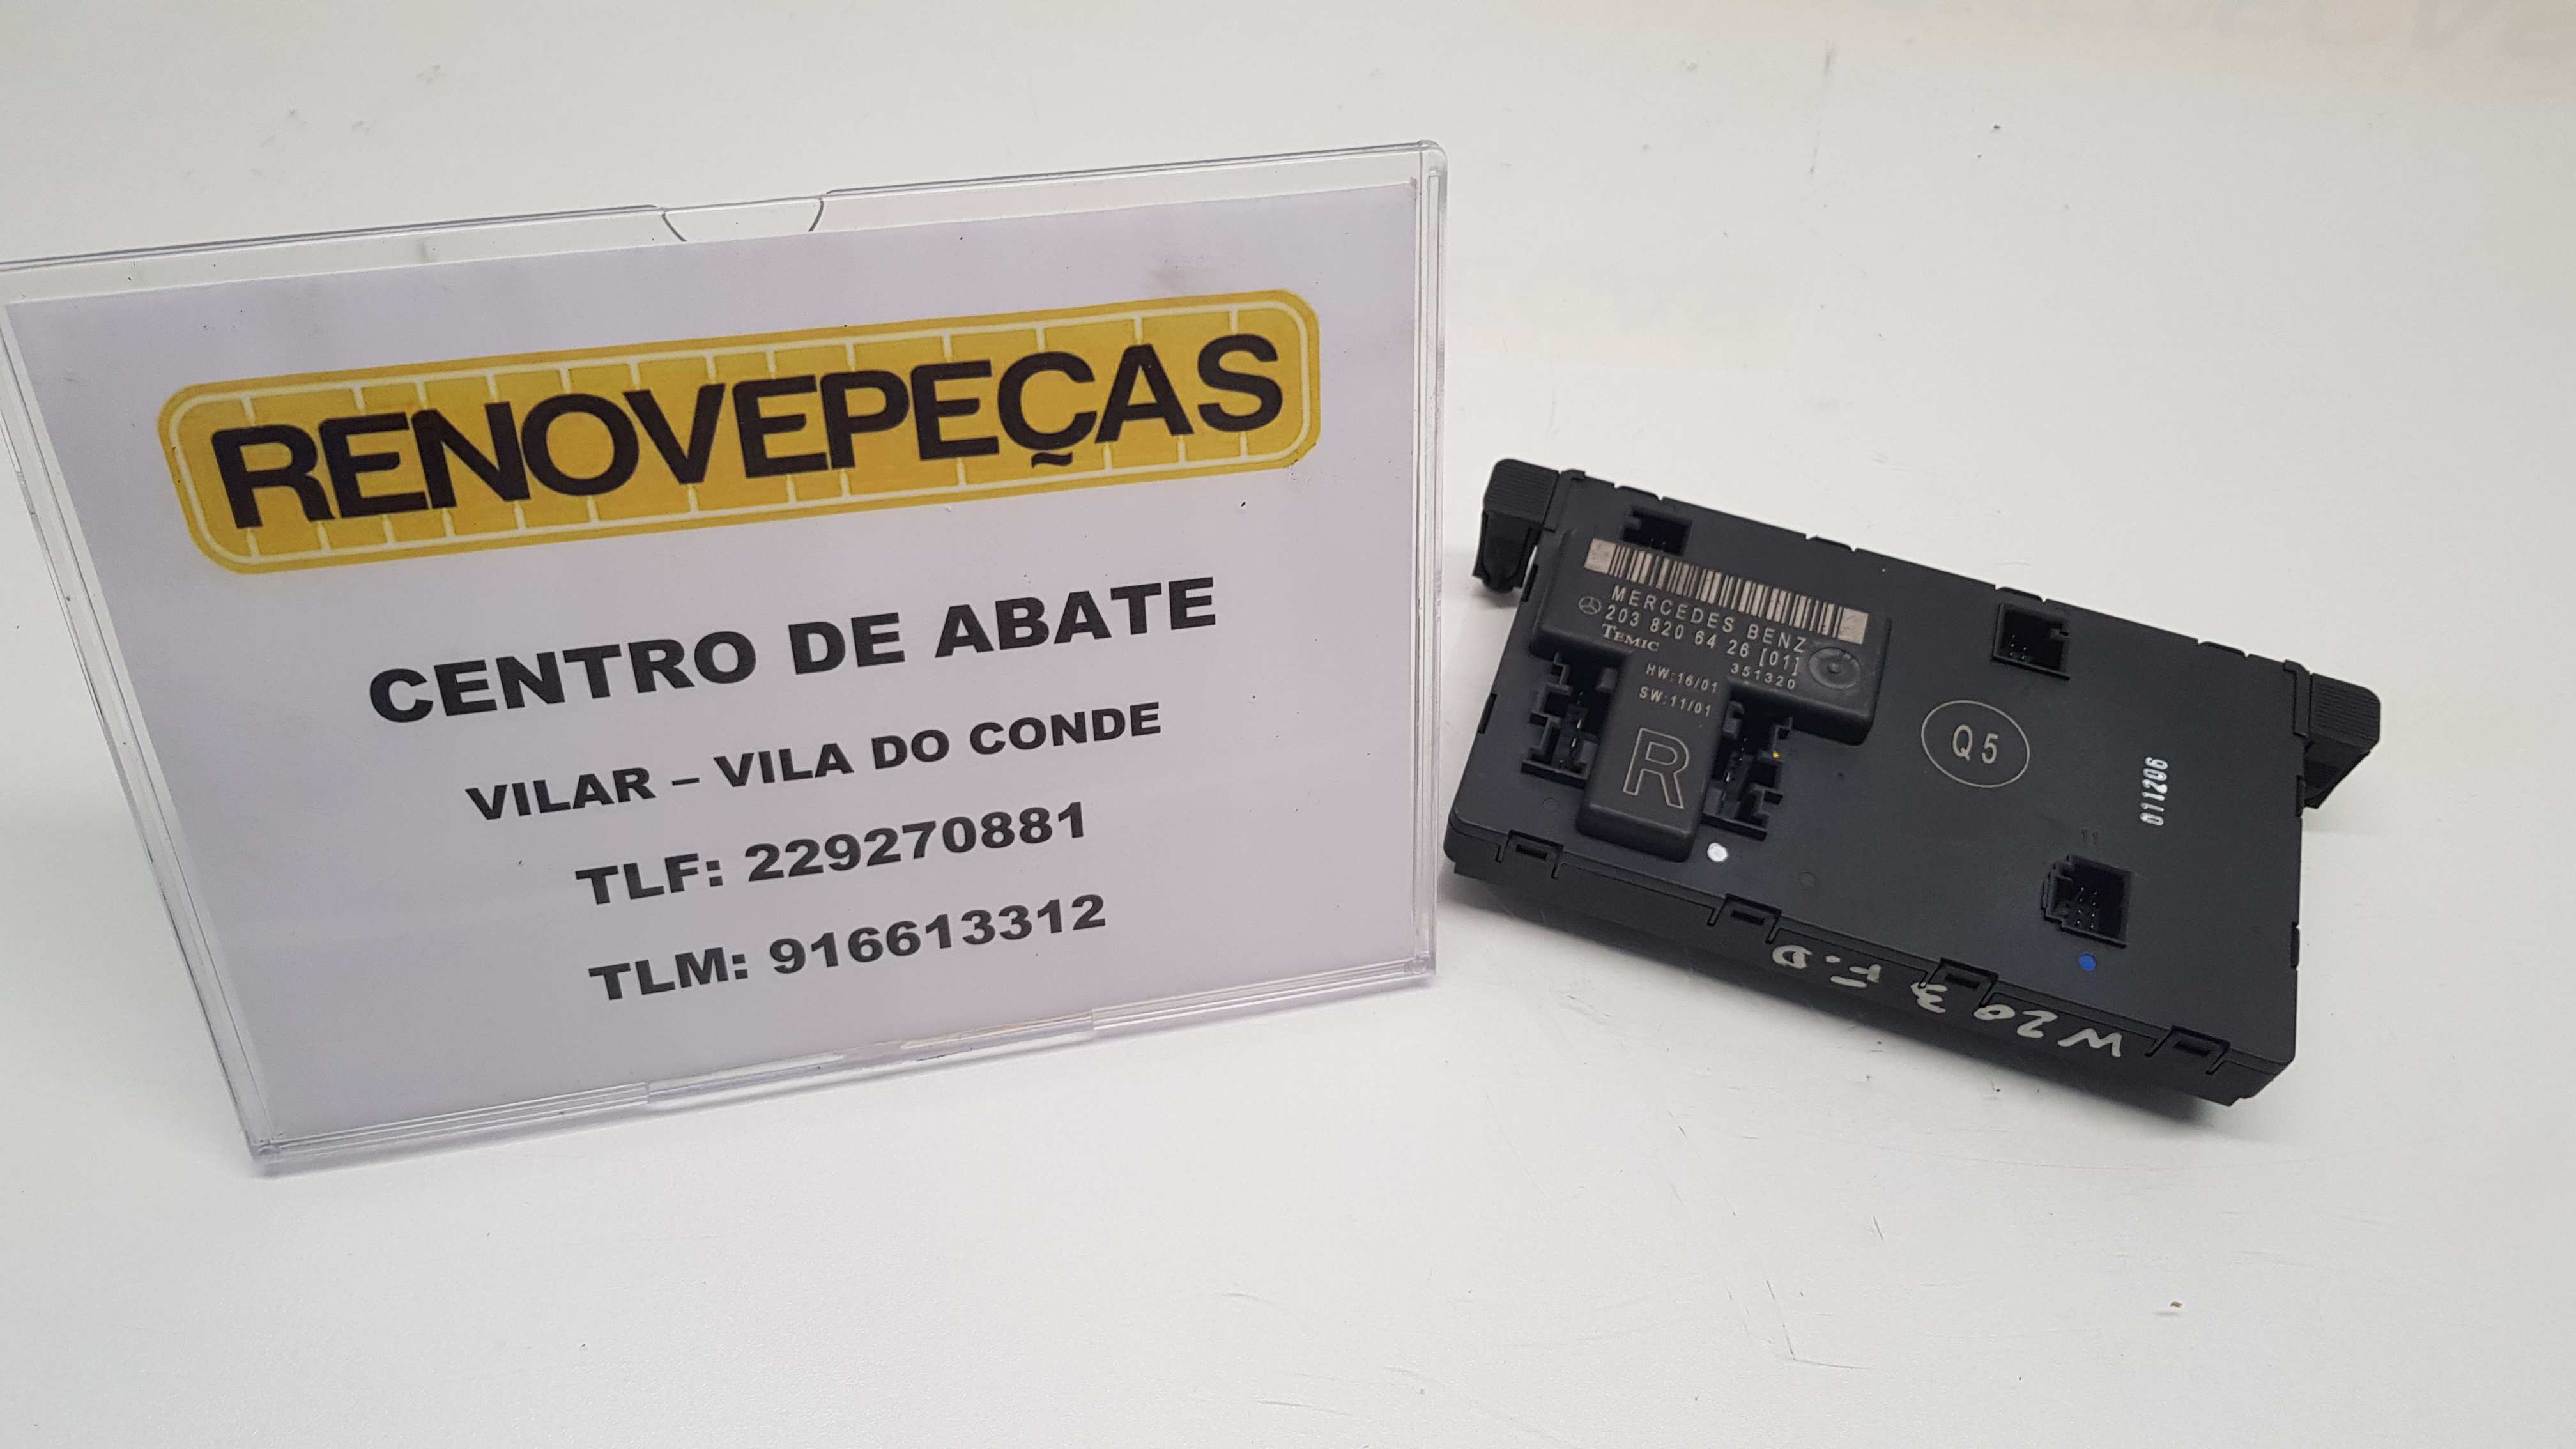 RENOVEPEÇAS
CENTRO DE ABATE
VILAR – VILA DO CONDE
TLF: 229270881
TLM: 916613312
MERCEDES BENZ
203 820 64 26 [01]
TEMIC 351320
HW:16/01
SW:11/01
R
Q5
011206
11
W203 F.D